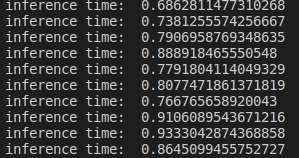 inference time:  0.6862811477310268
inference time:  0.7381255574256667
inference time:  0.7906958769348635
inference time:  0.888918465550548
inference time:  0.7791804114049329
inference time:  0.8077471861371819
inference time:  0.766765658920043
inference time:  0.9106089543671216
inference time:  0.9333042874368858
inference time:  0.8645099455752727